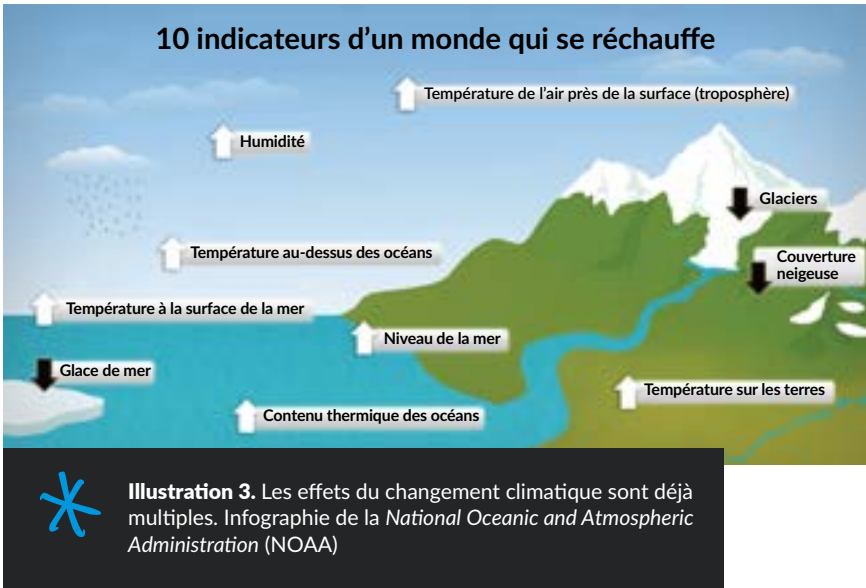 10 indicateurs d'un monde qui se réchauffe
Température de l'air près de la surface (troposphère)
Humidité
Glaciers
Température au-dessus des océans
Couverture
neigeuse
Température à la surface de la mer
Niveau de la mer
Glace de mer
Température sur les terres
Contenu thermique des océans
Illustration 3. Les effets du changement climatique sont déjà
multiples. Infographie de la National Oceanic and Atmospheric
Administration (NOAA)